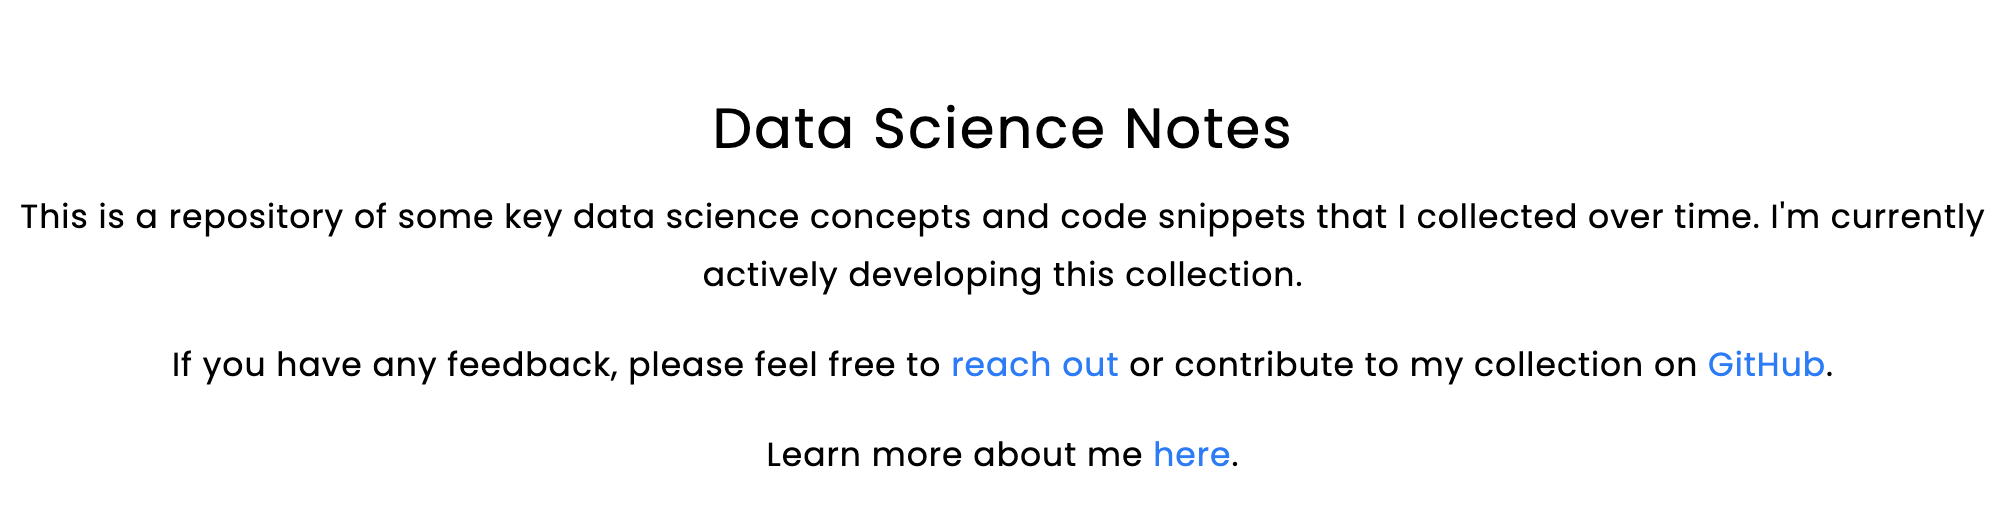 Data Science Notes
This is a repository of some key data science concepts and code snippets that I collected over time. I'm currently
actively developing this collection.
If you have any feedback, please feel free to reach out or contribute to my collection on GitHub.
Learn more about me here.